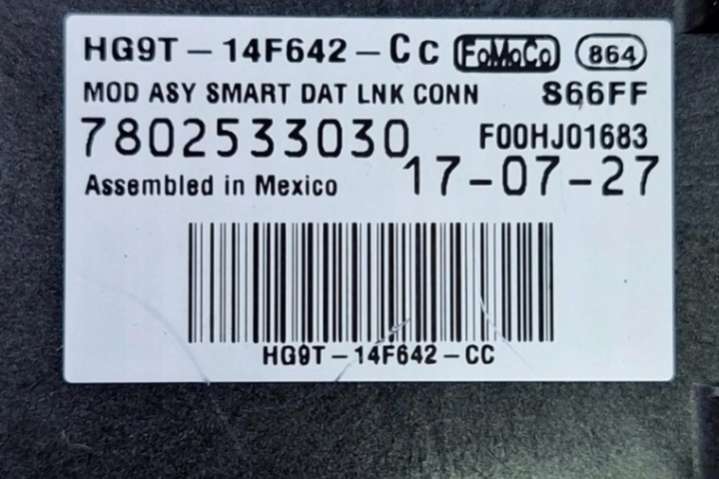 HG9T-14F642-Cc FoMoCo 864
MOD ASY SMART DAT LNK CONN S66FF
7802533030 F00HJ01683
Assembled in Mexico 17-07-27
HG9T-14F642-CC